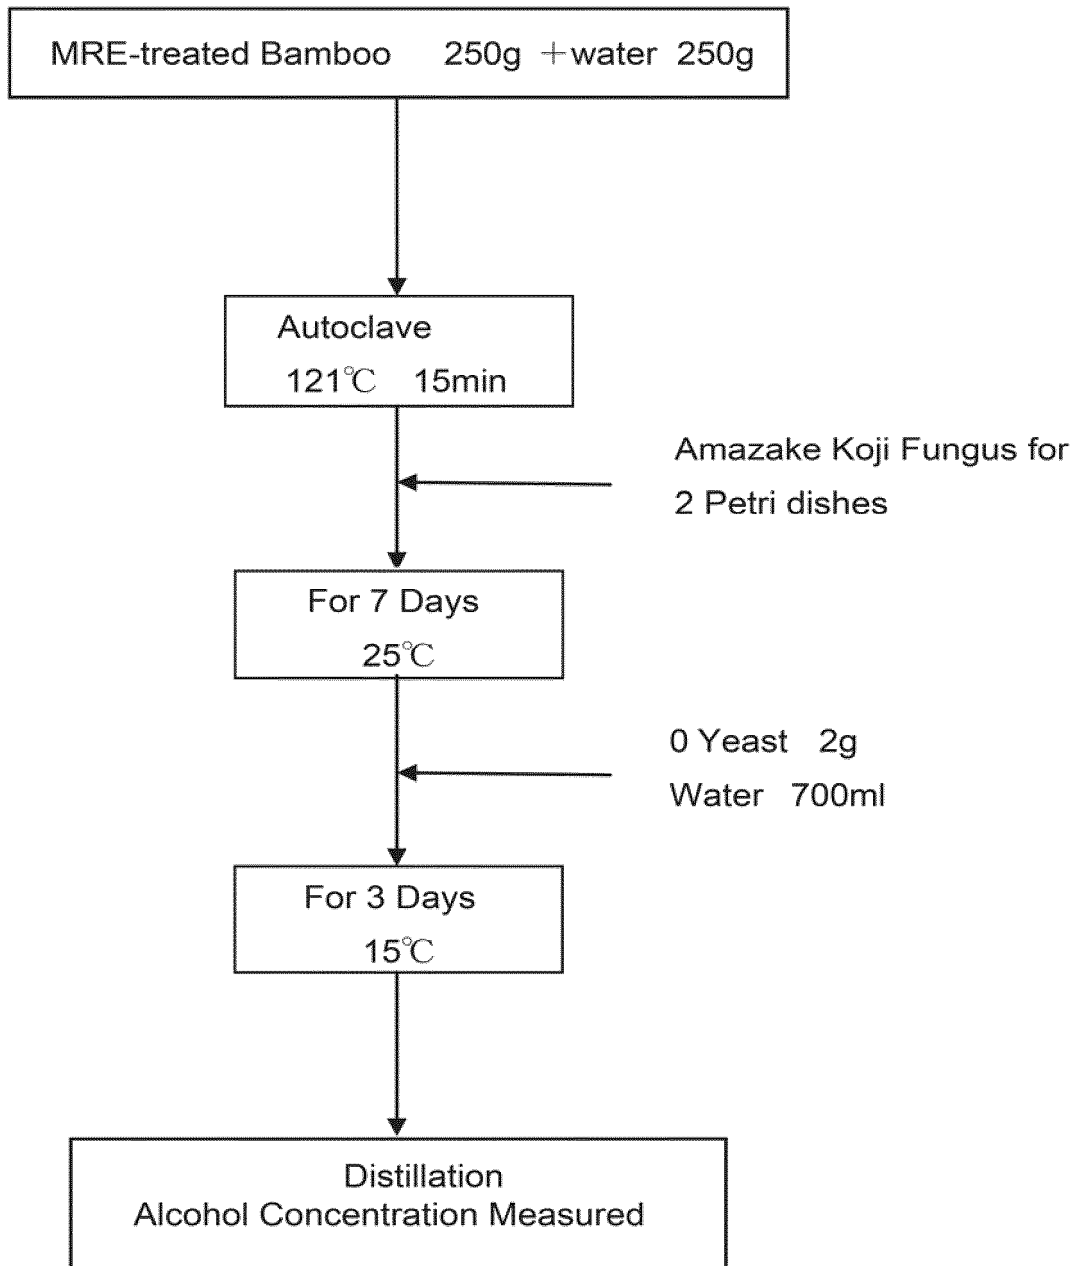 MRE-treated Bamboo 250g +water 250g
Autoclave
121℃ 15min
Amazake Koji Fungus for
2 Petri dishes
For 7 Days
25℃
0 Yeast 2g
Water 700ml
For 3 Days
15℃
Distillation
Alcohol Concentration Measured